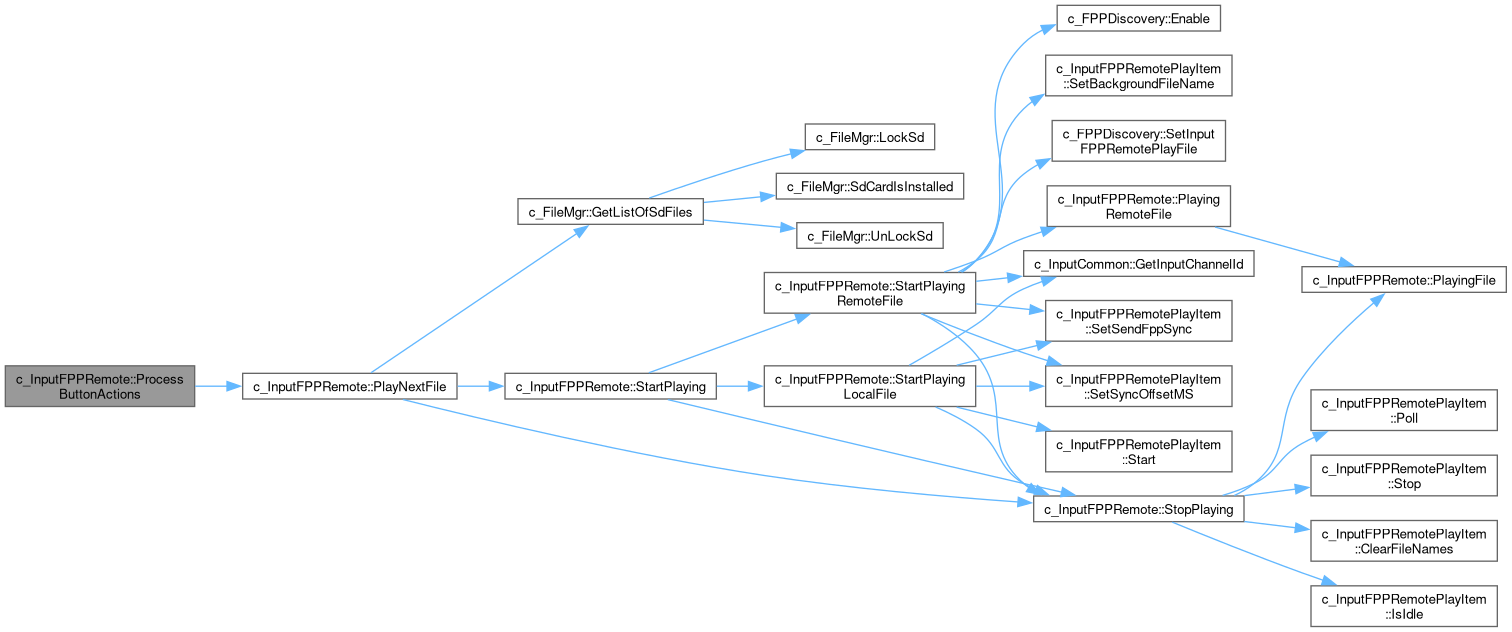 c_InputFPPRemote::Process
ButtonActions
c_InputFPPRemote::PlayNextFile
c_FileMgr::GetListOfSdFiles
c_FileMgr::LockSd
c_FileMgr::SdCardIsInstalled
c_FileMgr::UnLockSd
c_InputFPPRemote::StartPlaying
c_InputFPPRemote::StartPlaying
RemoteFile
c_InputFPPRemote::StartPlaying
LocalFile
c_FPPDiscovery::Enable
c_InputFPPRemotePlayItem
::SetBackgroundFileName
c_FPPDiscovery::SetInput
FPPRemotePlayFile
c_InputFPPRemote::Playing
RemoteFile
c_InputCommon::GetInputChannelId
c_InputFPPRemotePlayItem
::SetSendFppSync
c_InputFPPRemotePlayItem
::SetSyncOffsetMS
c_InputFPPRemotePlayItem
::Start
c_InputFPPRemote::StopPlaying
c_InputFPPRemote::PlayingFile
c_InputFPPRemotePlayItem
::Poll
c_InputFPPRemotePlayItem
::Stop
c_InputFPPRemotePlayItem
::ClearFileNames
c_InputFPPRemotePlayItem
::IsIdle